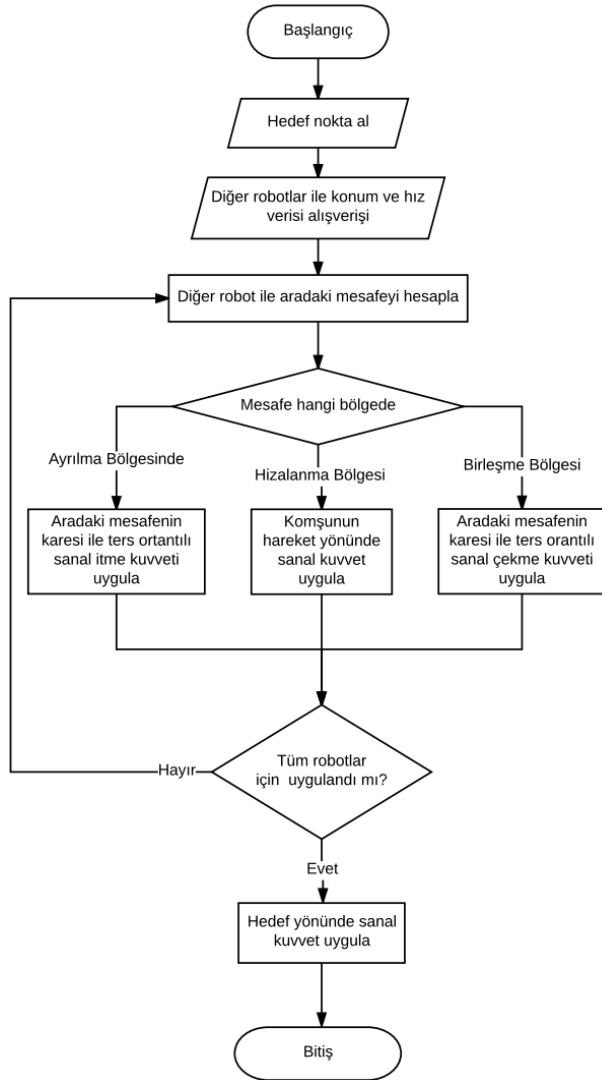 Başlangıç
Hedef nokta al
Diğer robotlar ile konum ve hız
verisi alışverişi
Diğer robot ile aradaki mesafeyi hesapla
Mesafe hangi bölgede
Ayrılma Bölgesinde
Hizalanma Bölgesi
Birleşme Bölgesi
Aradaki mesafenin
karesi ile ters ortantılı
sanal itme kuvveti
uygula
Komşunun
hareket yönünde
sanal kuvvet
uygula
Aradaki mesafenin
karesi ile ters orantılı
sanal çekme kuvveti
uygula
Tüm robotlar
için uygulandı mı?
Hayır
Evet
Hedef yönünde sanal
kuvvet uygula
Bitiş